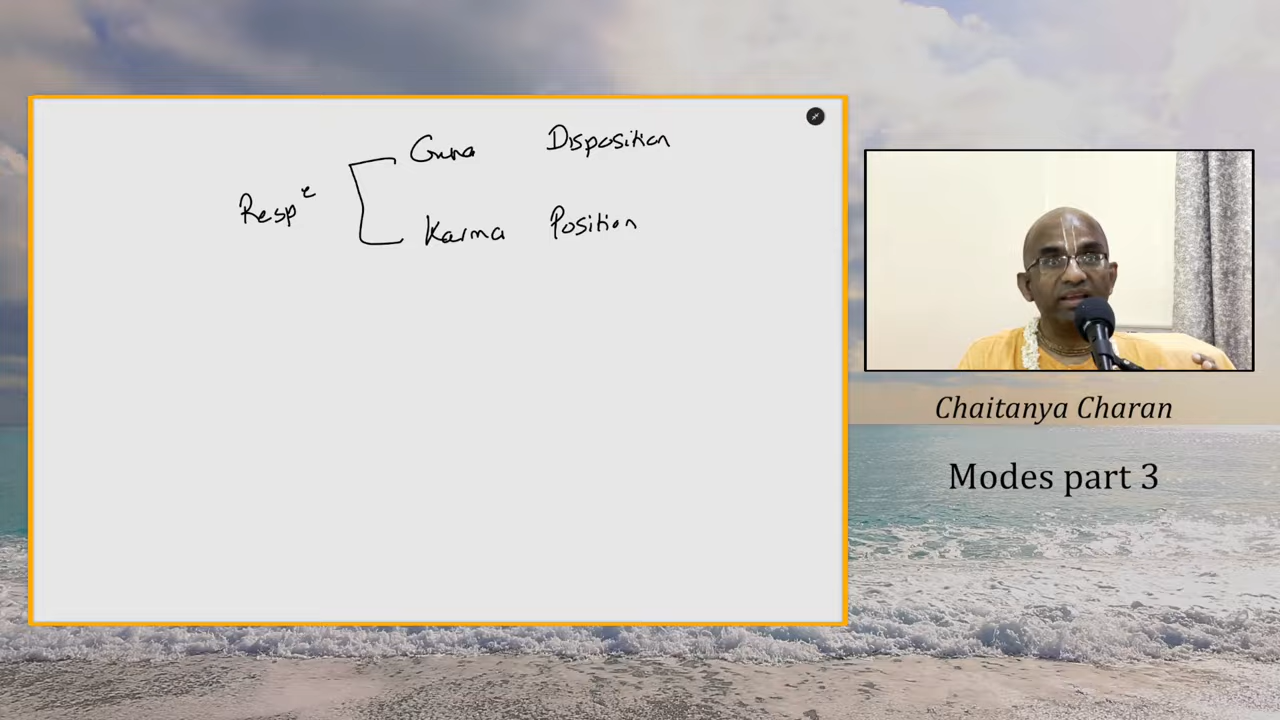 Guna Disposition
Resp e
Karma Position
Chaitanya Charan
Modes part 3